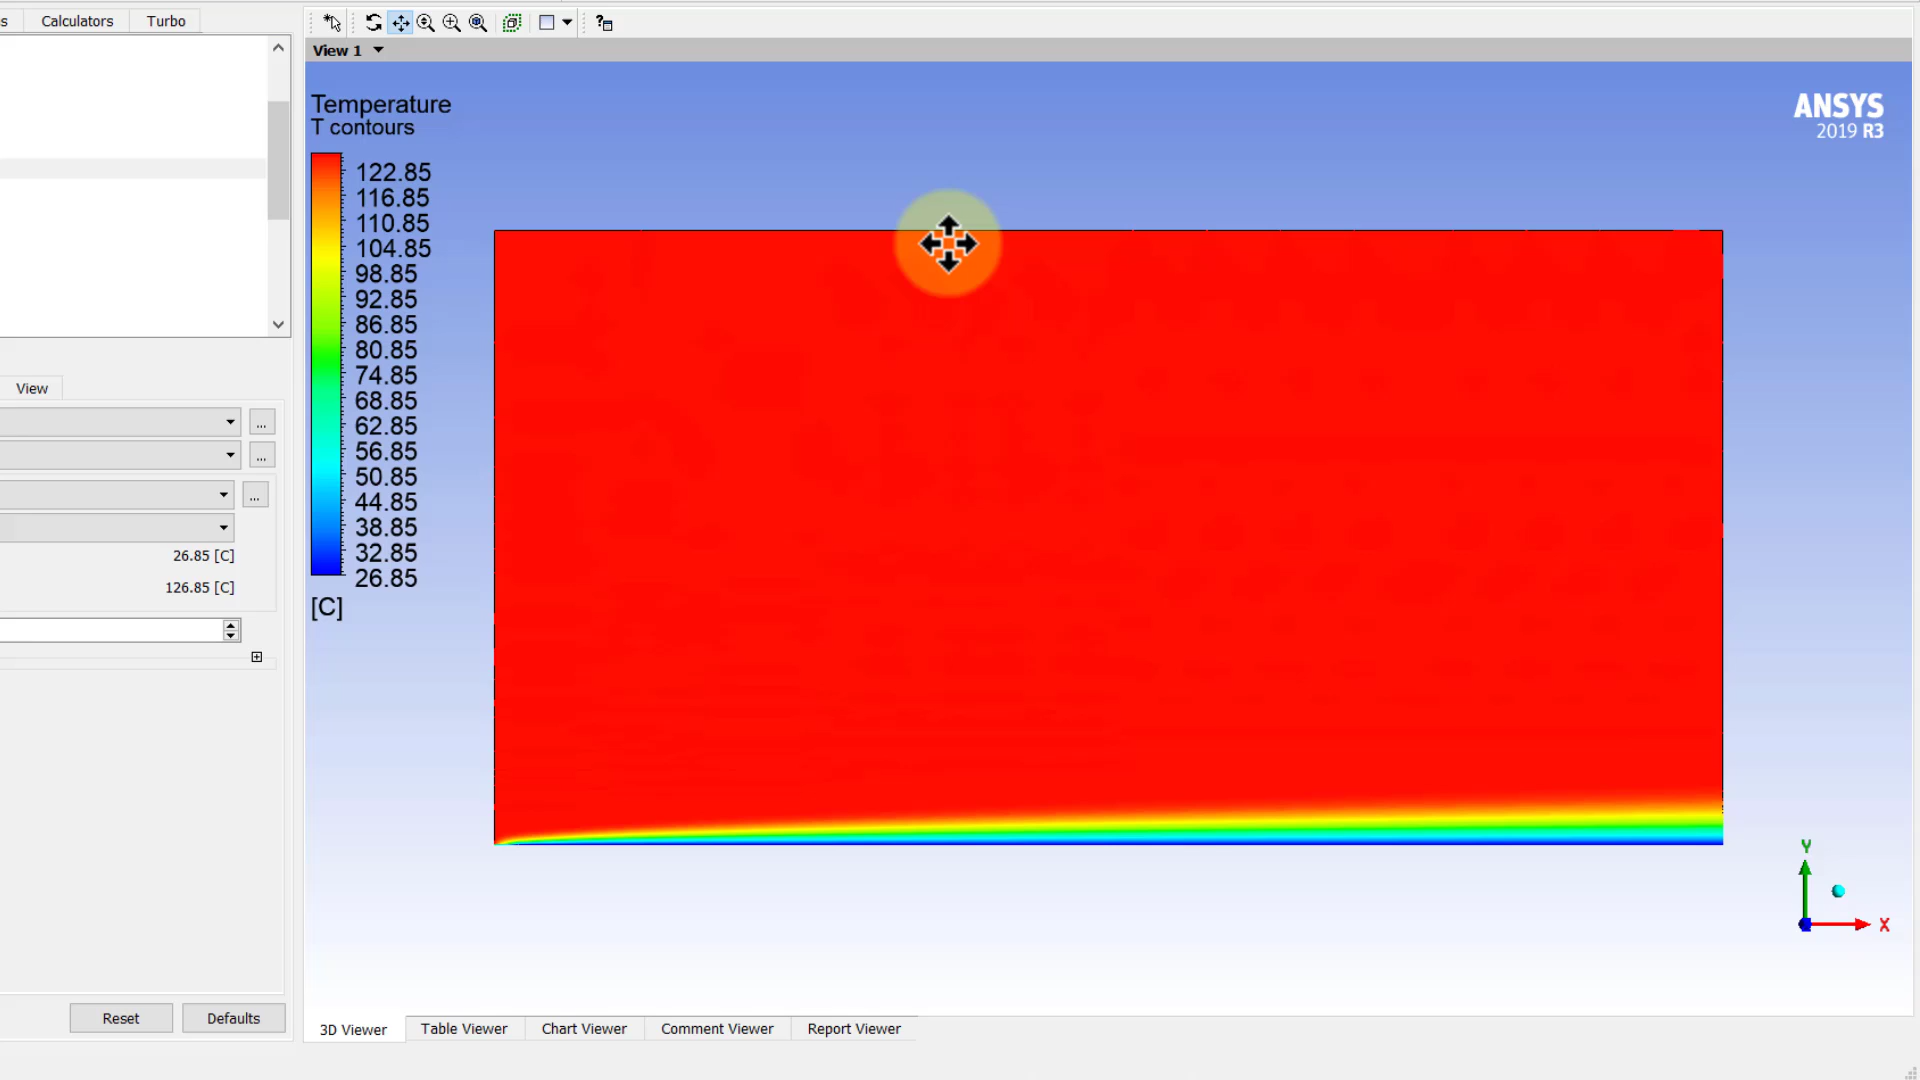 s
Calculators
Turbo
View 1
Temperature
T contours
122.85
116.85
110.85
104.85
98.85
92.85
86.85
80.85
74.85
68.85
62.85
56.85
50.85
44.85
38.85
32.85
26.85
[C]
ANSYS
2019 R3
View
...
...
...
26.85 [C]
126.85 [C]
Y
X
Reset
Defaults
3D Viewer
Table Viewer
Chart Viewer
Comment Viewer
Report Viewer